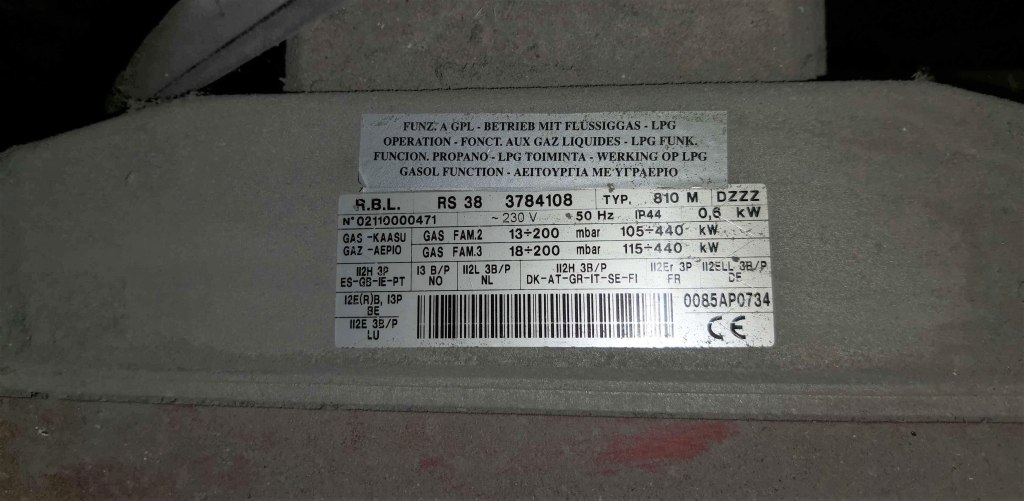 FUNZ. A GPL - BETRIEB MIT FLÜSSIGGAS - LPG
OPERATION - FONCT. AUX GAZ LIQUIDES - LPG FUNK.
FUNCION. PROPANO - LPG TOIMINTA - WERKING OP LPG
GASOL FUNCTION - ΛΕΙΤΟΥΡΓΙΑ ΜΕ ΥΓΡΑΕΡΙΟ
R.B.L. RS 38 3784108 TYP. 810 M DZZZ
N° 02110000471 ~ 230 V 50 Hz IP44 0,6 kW
GAS -KAASU GAS FAM.2 13÷200 mbar 105÷440 kW
GAZ -ΑΕΡΙΟ GAS FAM.3 18÷200 mbar 115÷440 kW
II2H 3P I3 B/P II2L 3B/P II2H 3B/P II2Er 3P II2ELL 3B/P
ES-GB-IE-PT NO NL DK-AT-GR-IT-SE-FI FR DE
I2E(R)B, I3P 0085AP0734
BE
II2E 3B/P CE
LU